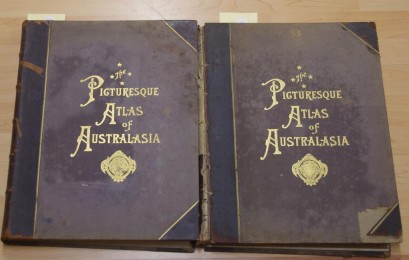 The
PICTURESQUE
ATLAS
of
AUSTRALASIA
The
PICTURESQUE
ATLAS
of
AUSTRALASIA